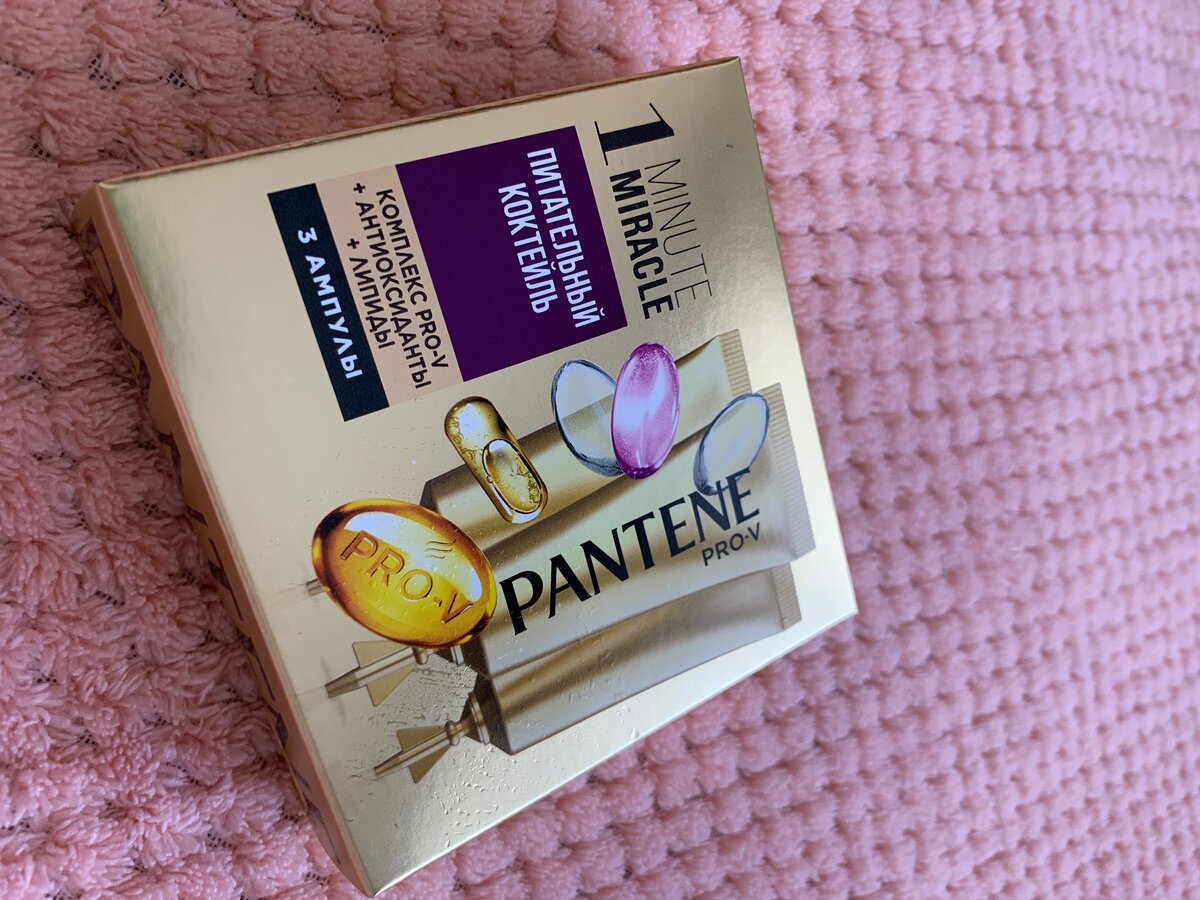 1 MINUTE
MIRACLE
ПИТАТЕЛЬНЫЙ
КОКТЕЙЛЬ
КОМПЛЕКС PRO-V
+ АНТИОКСИДАНТЫ
+ ЛИПИДЫ
3 АМПУЛЫ
PRO-V
PANTENE
PRO-V